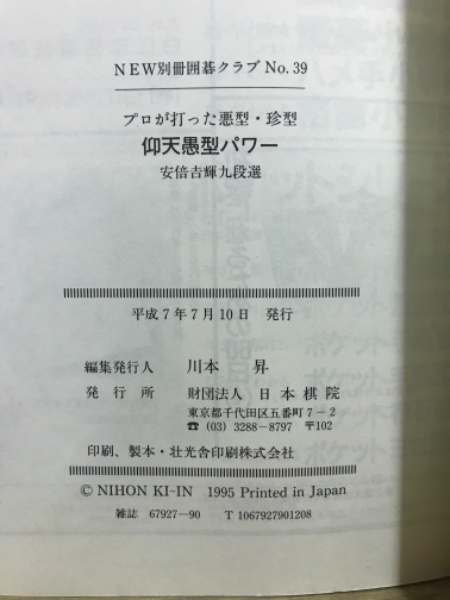 NEW別冊囲碁クラブ No.39
プロが打った悪型・珍型
仰天愚型パワー
安倍吉輝九段選
平成7年7月10日 発行
編集発行人 川本 昇
発行所 財団法人 日本棋院
東京都千代田区五番町7−2
☎ (03) 3288−8797 〒102
印刷、製本・壮光舎印刷株式会社
© NIHON KI-IN 1995 Printed in Japan
雑誌 67927−90 T 1067927901208